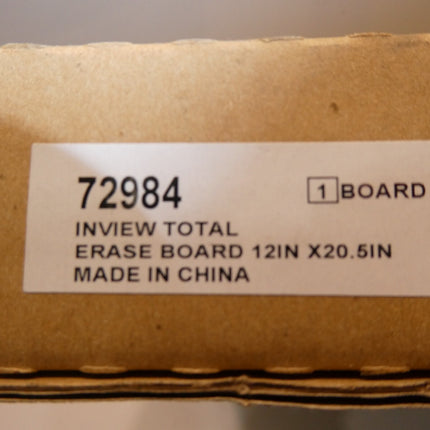 72984 1 BOARD
INVIEW TOTAL
ERASE BOARD 12IN X20.5IN
MADE IN CHINA